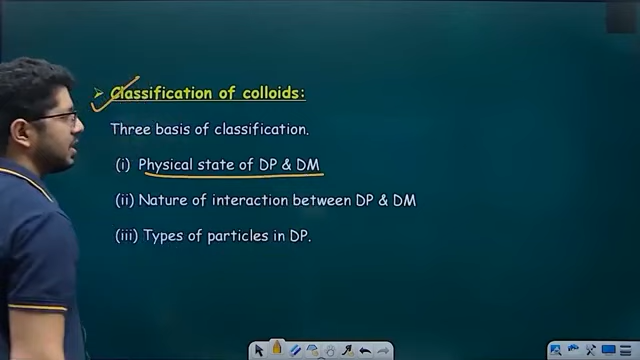 Classification of colloids:
Three basis of classification.
(i) Physical state of DP & DM
(ii) Nature of interaction between DP & DM
(iii) Types of particles in DP.